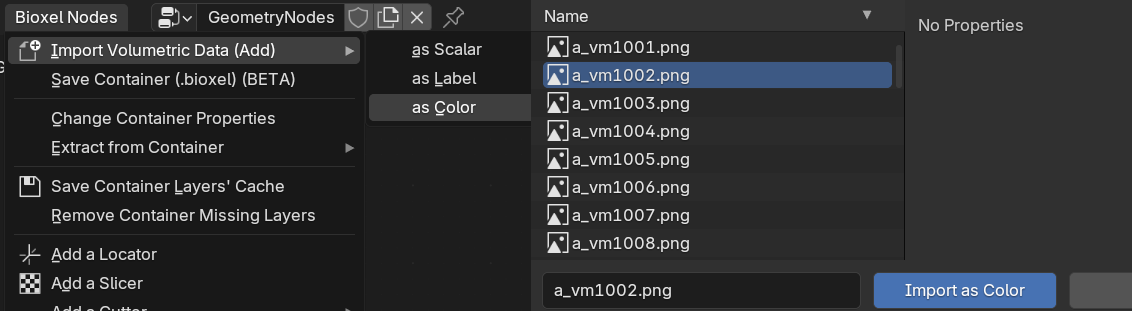 Bioxel Nodes
GeometryNodes
Import Volumetric Data (Add)
Save Container (.bioxel) (BETA)
Change Container Properties
Extract from Container
Save Container Layers' Cache
Remove Container Missing Layers
Add a Locator
Add a Slicer
as Scalar
as Label
as Color
Name
a_vm1001.png
a_vm1002.png
a_vm1003.png
a_vm1004.png
a_vm1005.png
a_vm1006.png
a_vm1007.png
a_vm1008.png
a_vm1002.png
Import as Color
No Properties